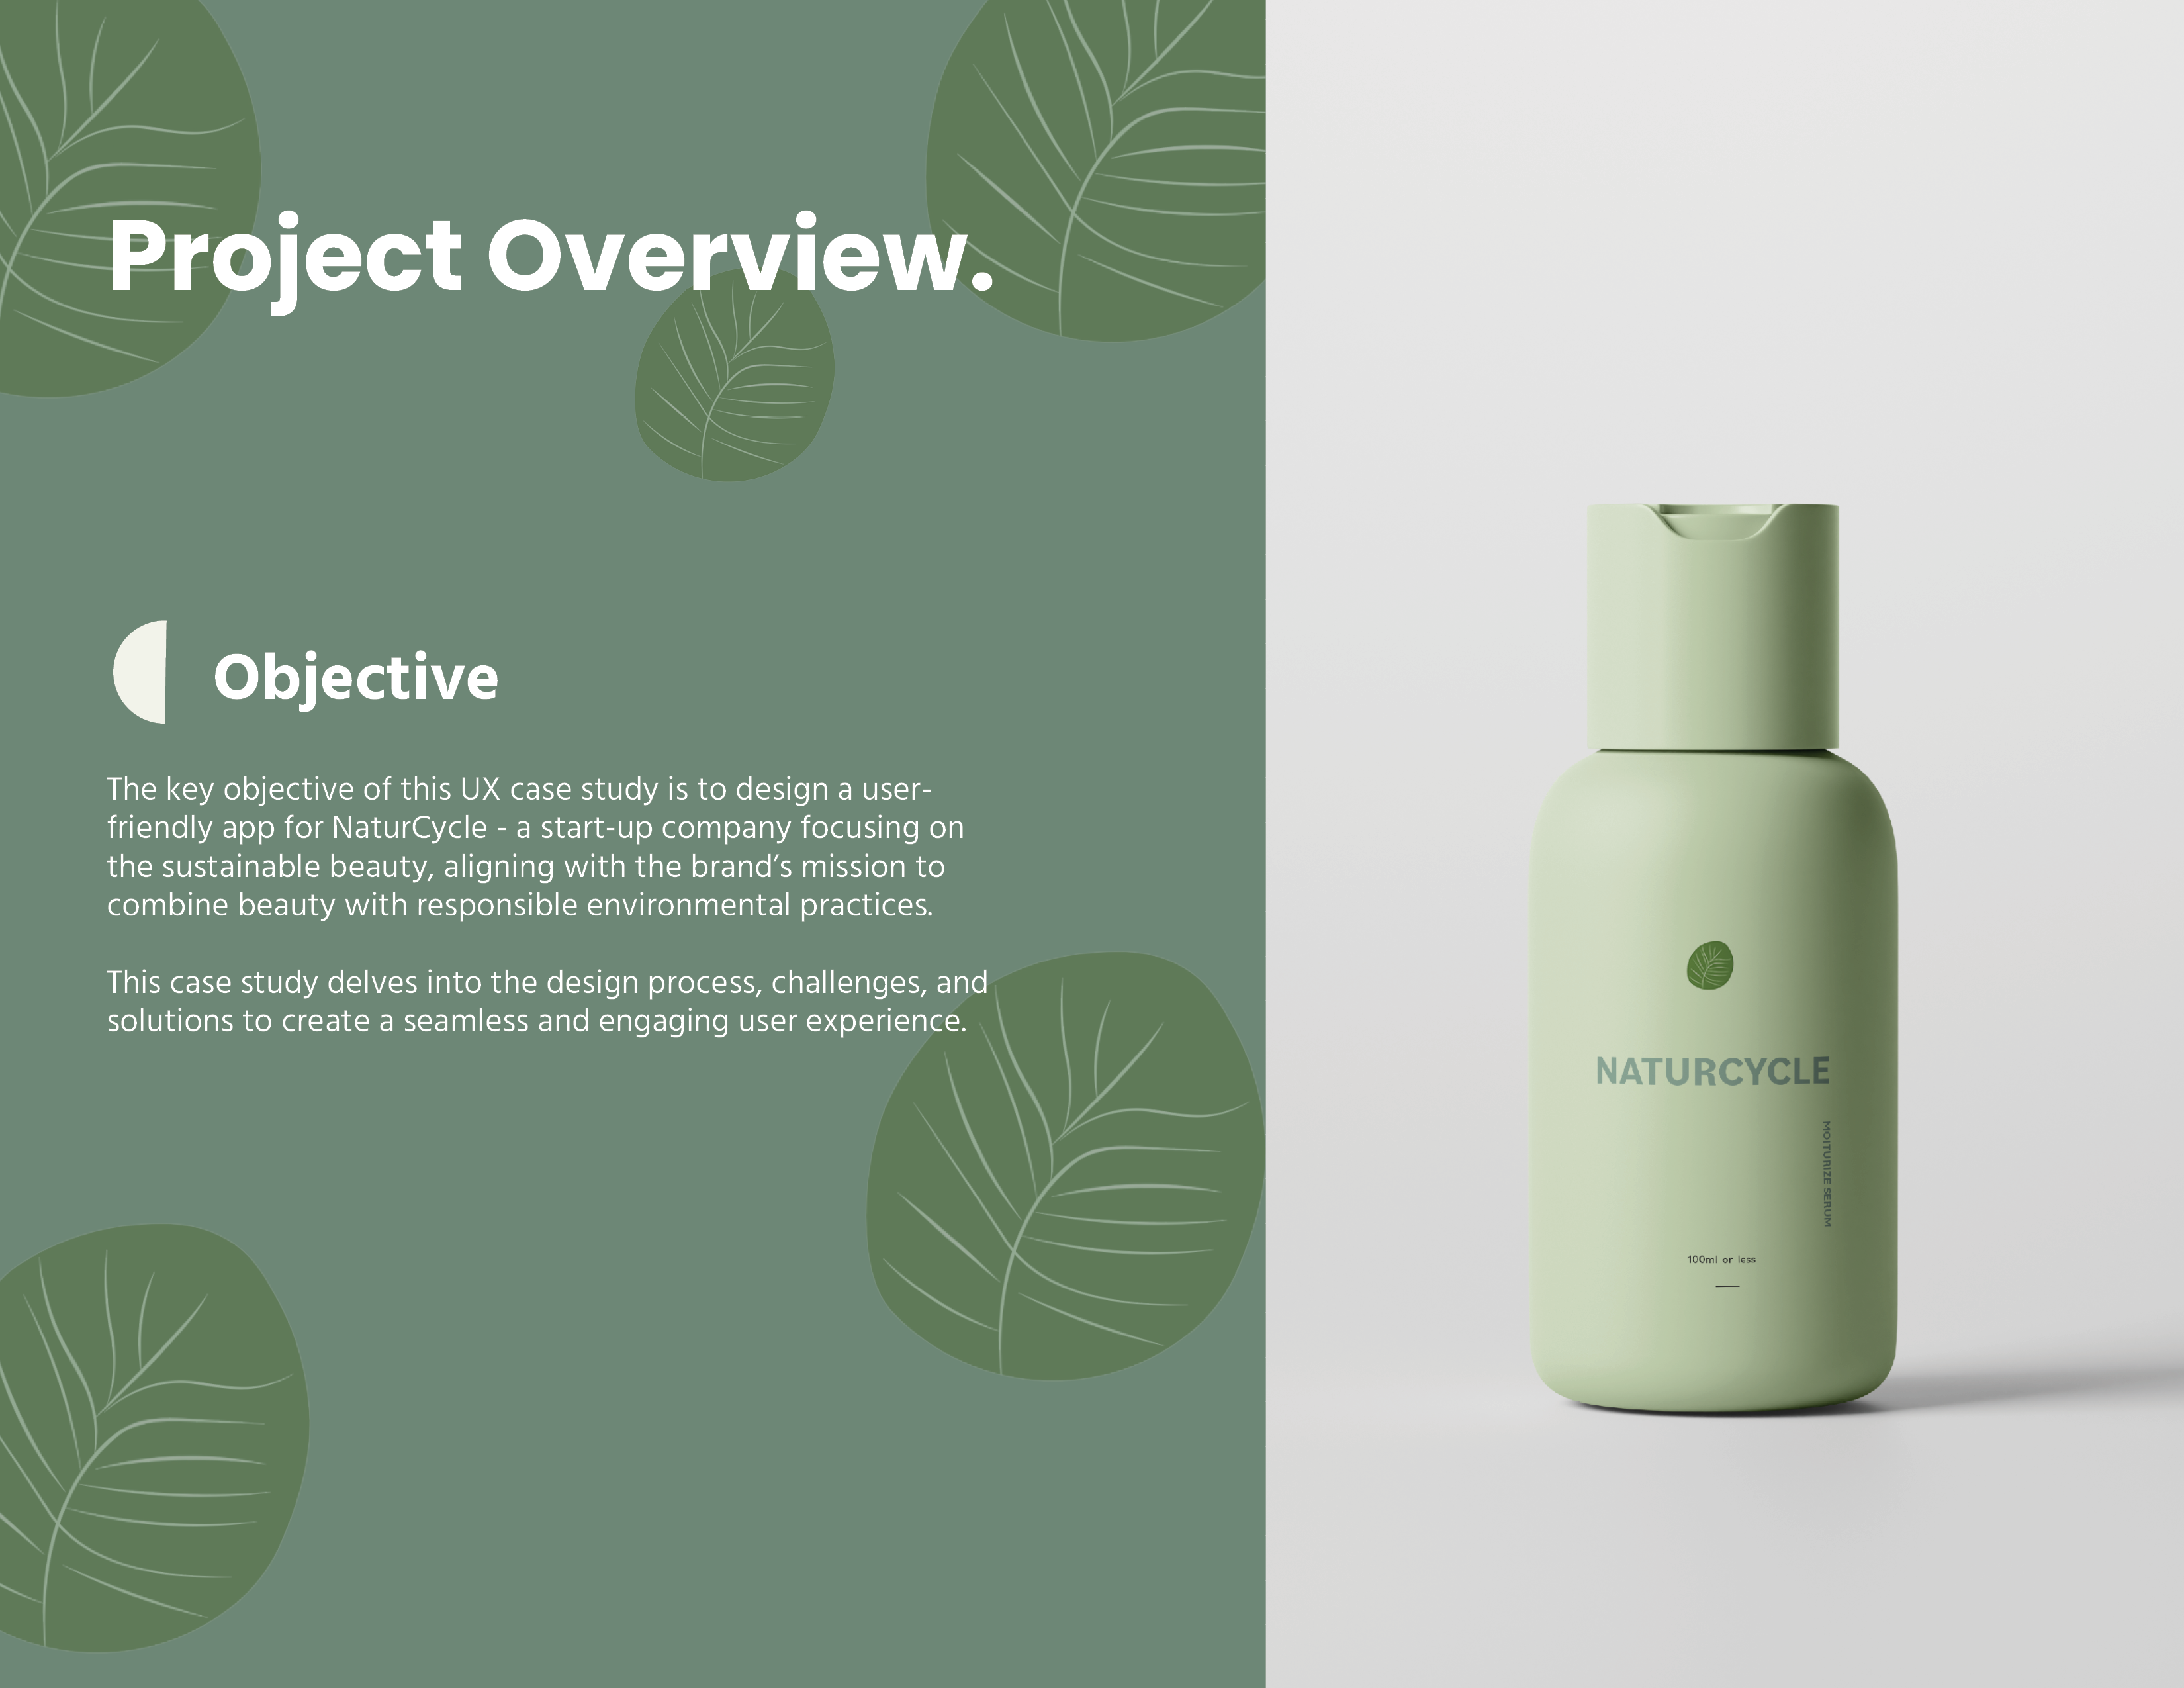 Project Overview.
Objective
The key objective of this UX case study is to design a user-
friendly app for NaturCycle - a start-up company focusing on
the sustainable beauty, aligning with the brand’s mission to
combine beauty with responsible environmental practices.
This case study delves into the design process, challenges, and
solutions to create a seamless and engaging user experience.
NATURCYCLE
MOITURIZE SERUM
100ml or less